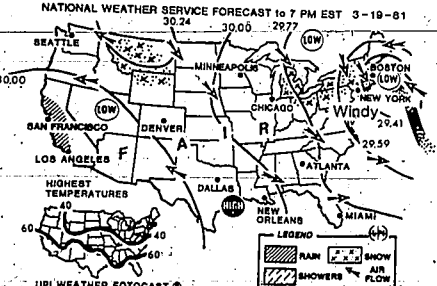 NATIONAL WEATHER SERVICE FORECAST to 7 PM EST 3-19-81
30.24 30.00 29.77
SEATTLE
LOW
MINNEAPOLIS
BOSTON
LOW
30.00
NEW YORK
LOW
CHICAGO
Windy
SAN FRANCISCO
DENVER
29.41
F A I R
29.59
LOS ANGELES
ATLANTA
HIGHEST
TEMPERATURES
DALLAS
HIGH
NEW
ORLEANS
MIAMI
40
60
40
60
LEGEND
RAIN
SNOW
SHOWERS
AIR
FLOW
UPI WEATHER FOTOCAST ®